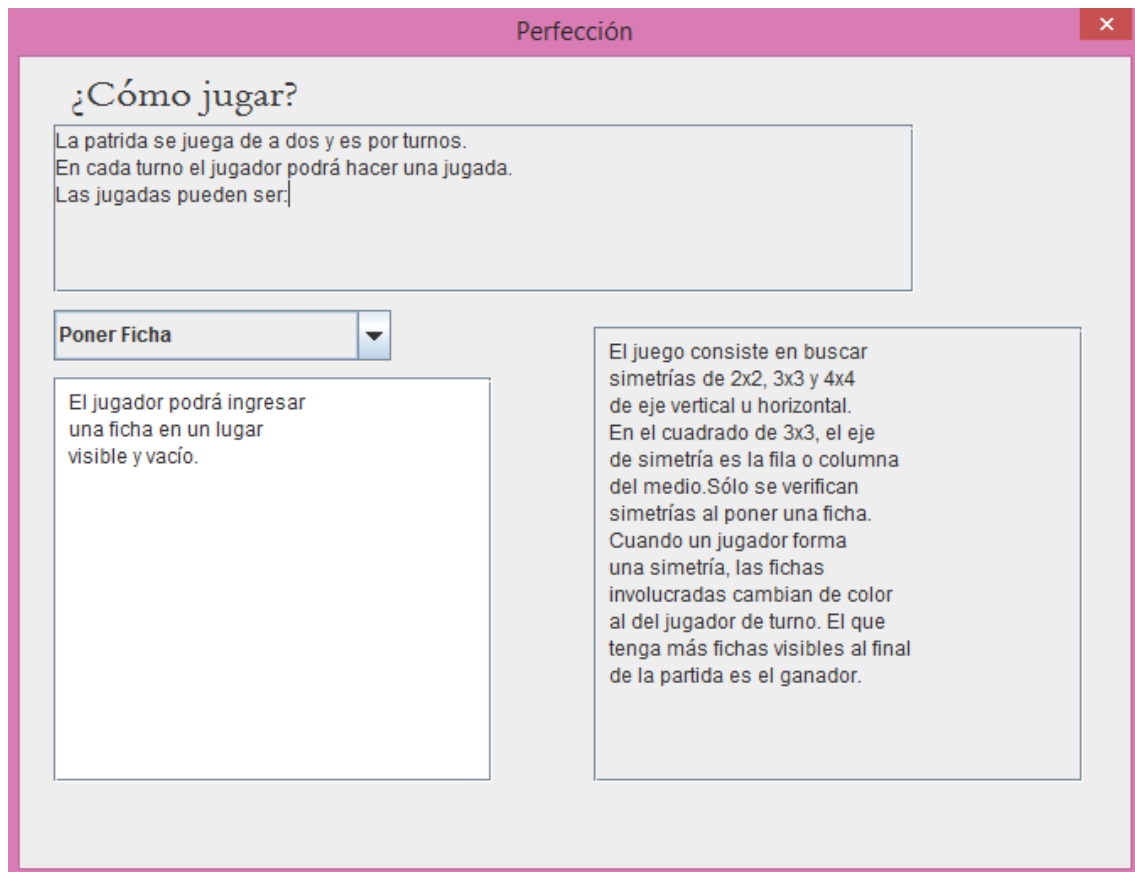 Perfección
¿Cómo jugar?
La patrida se juega de a dos y es por turnos.
En cada turno el jugador podrá hacer una jugada.
Las jugadas pueden ser:
Poner Ficha
El jugador podrá ingresar
una ficha en un lugar
visible y vacío.
El juego consiste en buscar
simetrías de 2x2, 3x3 y 4x4
de eje vertical u horizontal.
En el cuadrado de 3x3, el eje
de simetría es la fila o columna
del medio.Sólo se verifican
simetrías al poner una ficha.
Cuando un jugador forma
una simetría, las fichas
involucradas cambian de color
al del jugador de turno. El que
tenga más fichas visibles al final
de la partida es el ganador.